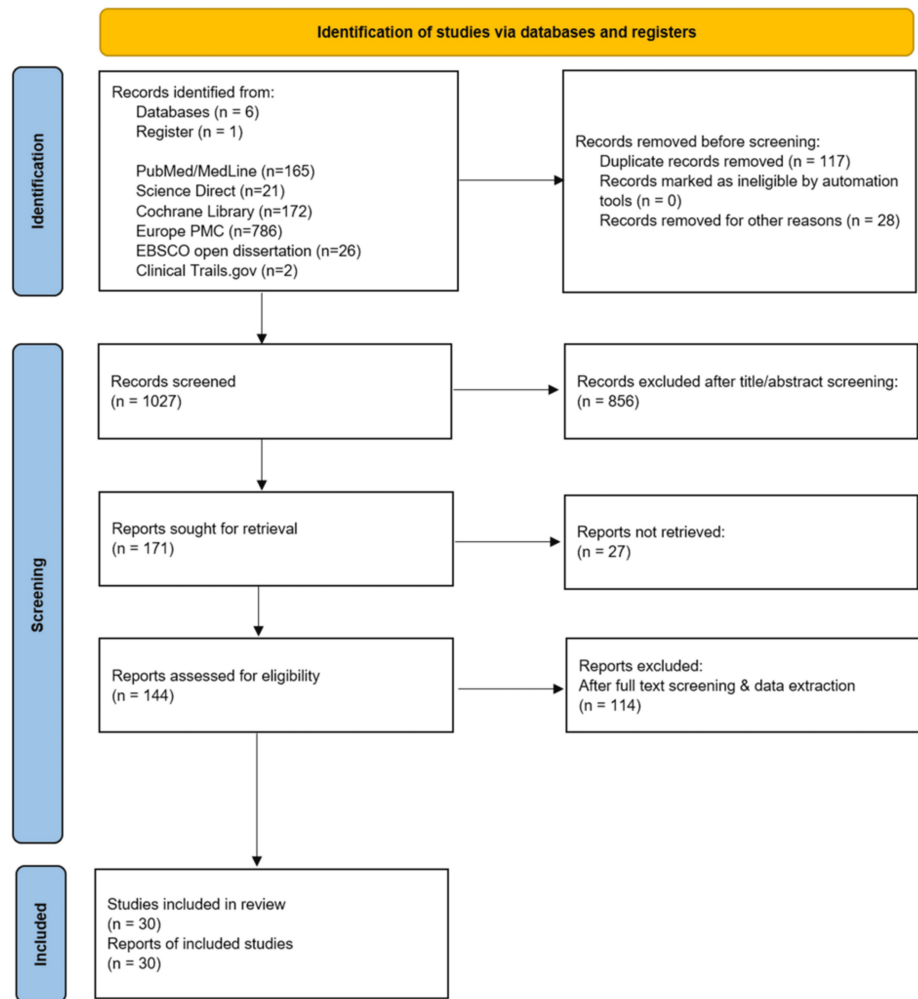 Identification of studies via databases and registers
Identification
Records identified from:
Databases (n = 6)
Register (n = 1)
PubMed/MedLine (n=165)
Science Direct (n=21)
Cochrane Library (n=172)
Europe PMC (n=786)
EBSCO open dissertation (n=26)
Clinical Trails.gov (n=2)
Records removed before screening:
Duplicate records removed (n = 117)
Records marked as ineligible by automation
tools (n = 0)
Records removed for other reasons (n = 28)
Screening
Records screened
(n = 1027)
Records excluded after title/abstract screening:
(n = 856)
Reports sought for retrieval
(n = 171)
Reports not retrieved:
(n = 27)
Reports assessed for eligibility
(n = 144)
Reports excluded:
After full text screening & data extraction
(n = 114)
Included
Studies included in review
(n = 30)
Reports of included studies
(n = 30)